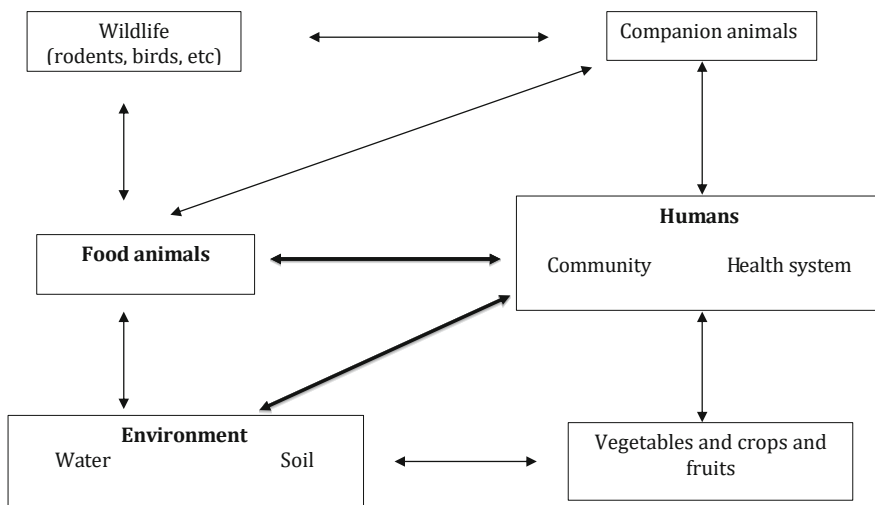 Wildlife
(rodents, birds, etc)
Companion animals
Humans
Community Health system
Food animals
Environment
Water Soil
Vegetables and crops and
fruits